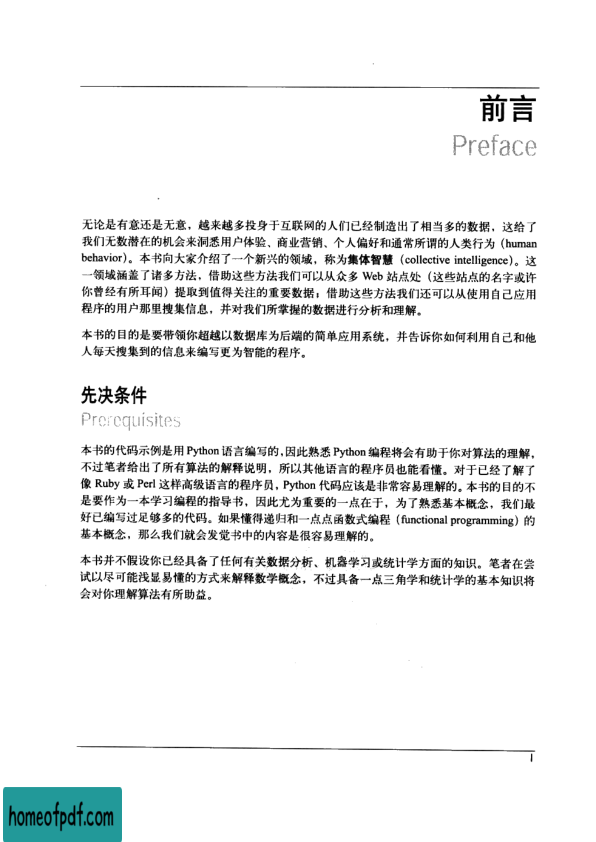 前言
Preface
无论是有意还是无意，越来越多投身于互联网的人们已经制造出了相当多的数据，这给了
我们无数潜在的机会来洞悉用户体验、商业营销、个人偏好和通常所谓的人类行为（human
behavior）。本书向大家介绍了一个新兴的领域，称为集体智慧（collective intelligence）。这
一领域涵盖了诸多方法，借助这些方法我们可以从众多 Web 站点处（这些站点的名字或许
你曾经有所耳闻）提取到值得关注的重要数据；借助这些方法我们还可以从使用自己应用
程序的用户那里搜集信息，并对我们所掌握的数据进行分析和理解。
本书的目的是要带领你超越以数据库为后端的简单应用系统，并告诉你如何利用自己和他
人每天搜集到的信息来编写更为智能的程序。
先决条件
Prerequisites
本书的代码示例是用 Python 语言编写的，因此熟悉 Python 编程将会有助于你对算法的理解，
不过笔者给出了所有算法的解释说明，所以其他语言的程序员也能看懂。对于已经了解了
像 Ruby 或 Perl 这样高级语言的程序员，Python 代码应该是非常容易理解的。本书的目的不
是要作为一本学习编程的指导书，因此尤为重要的一点在于，为了熟悉基本概念，我们最
好已编写过足够多的代码。如果懂得递归和一点点函数式编程（functional programming）的
基本概念，那么我们就会发觉书中的内容是很容易理解的。
本书并不假设你已经具备了任何有关数据分析、机器学习或统计学方面的知识。笔者在尝
试以尽可能浅显易懂的方式来解释数学概念，不过具备一点三角学和统计学的基本知识将
会对你理解算法有所助益。
I
homeofpdf.com